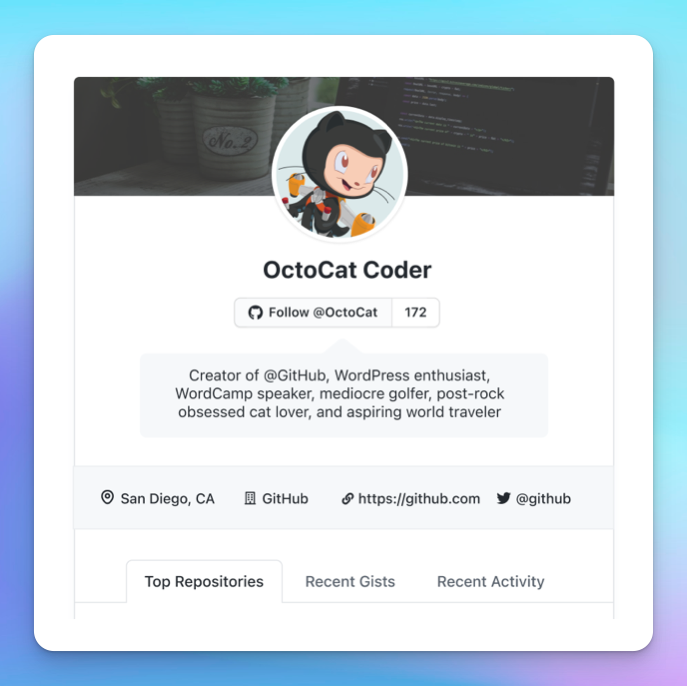 No. 2
OctoCat Coder
Follow @OctoCat 172
Creator of @GitHub, WordPress enthusiast,
WordCamp speaker, mediocre golfer, post-rock
obsessed cat lover, and aspiring world traveler
San Diego, CA GitHub https://github.com @github
Top Repositories Recent Gists Recent Activity